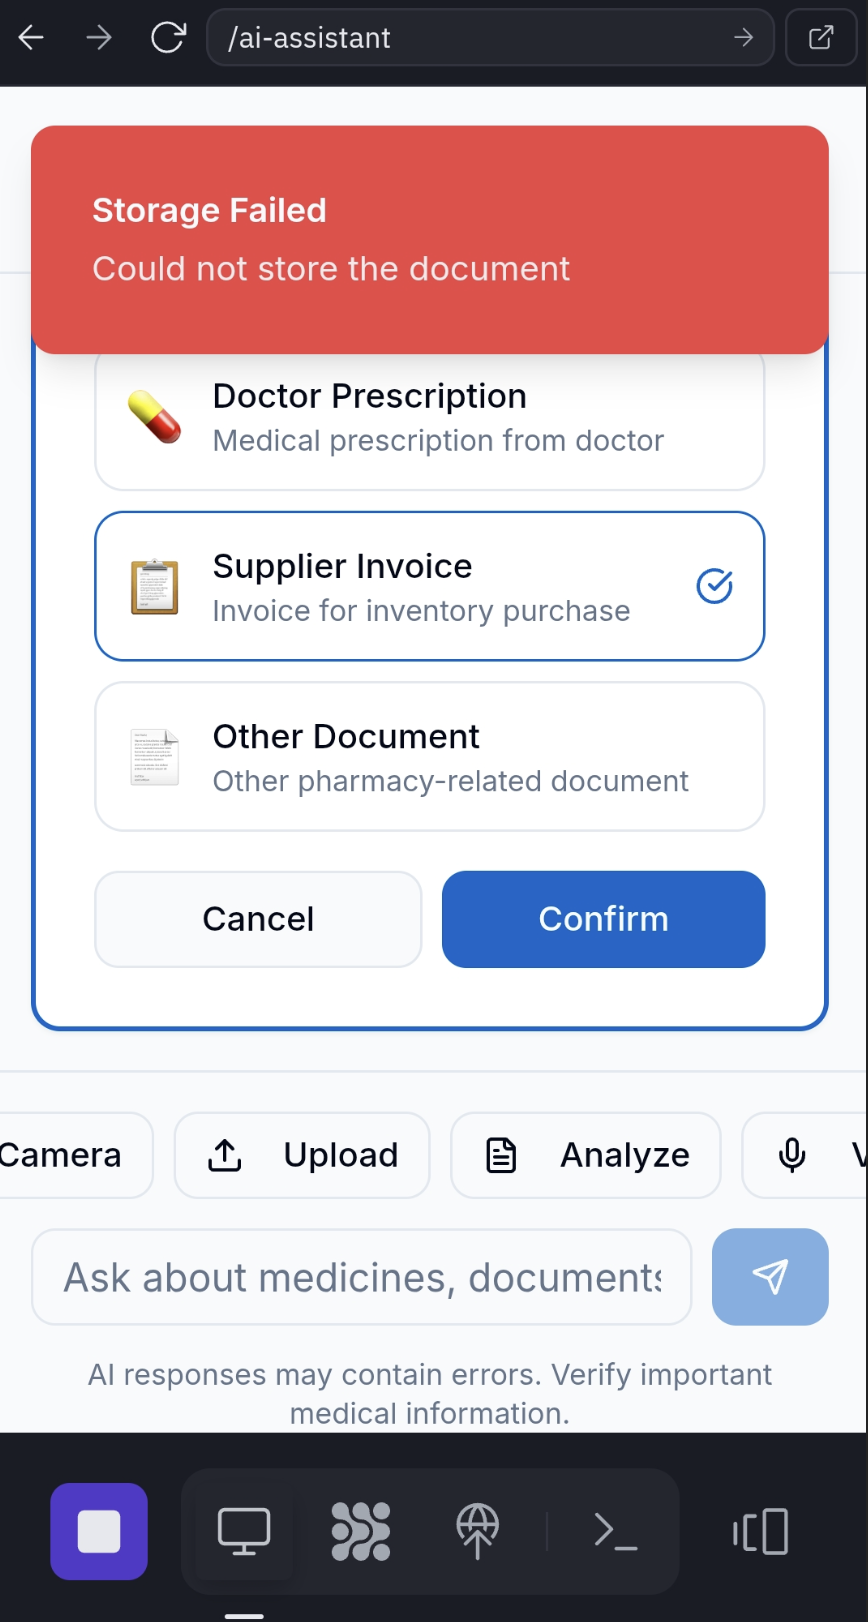 /ai-assistant
Storage Failed
Could not store the document
Doctor Prescription
Medical prescription from doctor
Supplier Invoice
Invoice for inventory purchase
Other Document
Other pharmacy-related document
Cancel
Confirm
Camera
Upload
Analyze
V
Ask about medicines, documents
AI responses may contain errors. Verify important
medical information.